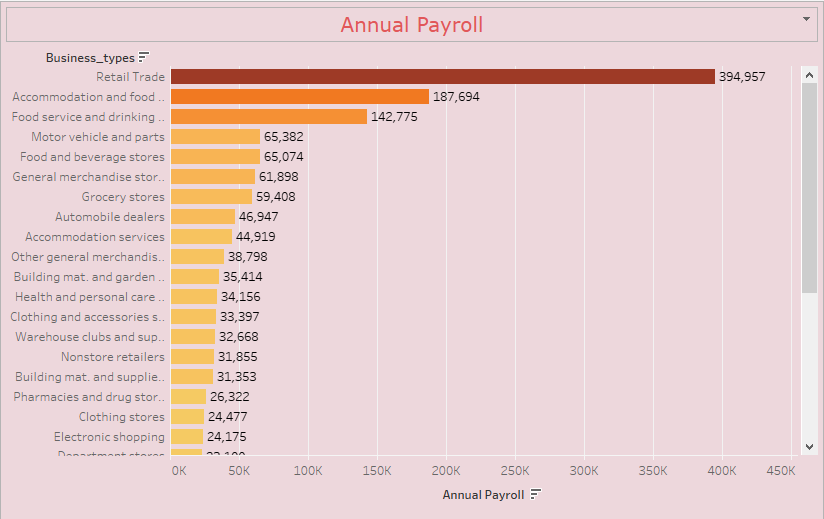 Annual Payroll
Business_types
Retail Trade 394,957
Accommodation and food .. 187,694
Food service and drinking .. 142,775
Motor vehicle and parts 65,382
Food and beverage stores 65,074
General merchandise stor.. 61,898
Grocery stores 59,408
Automobile dealers 46,947
Accommodation services 44,919
Other general merchandis.. 38,798
Building mat. and garden .. 35,414
Health and personal care .. 34,156
Clothing and accessories s.. 33,397
Warehouse clubs and sup.. 32,668
Nonstore retailers 31,855
Building mat. and supplie.. 31,353
Pharmacies and drug stor.. 26,322
Clothing stores 24,477
Electronic shopping 24,175
Department stores
0K 50K 100K 150K 200K 250K 300K 350K 400K 450K
Annual Payroll